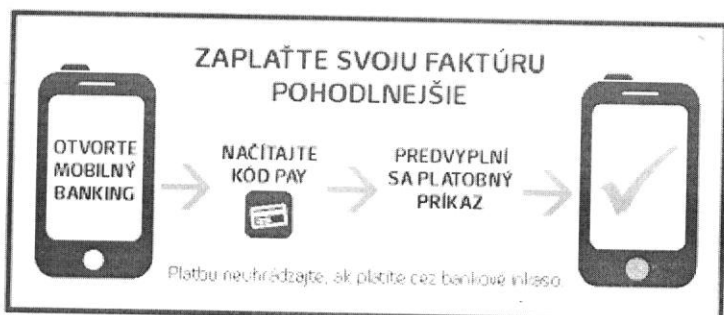 ZAPLAŤTE SVOJU FAKTÚRU
POHODLNEJŠIE
OTVORTE
MOBILNÝ
BANKING
NAČÍTAJTE
KÓD PAY
PREDVYPLNÍ
SA PLATOBNÝ
PRÍKAZ
Platbu neuhrádzajte, ak platíte cez bankové inkaso.